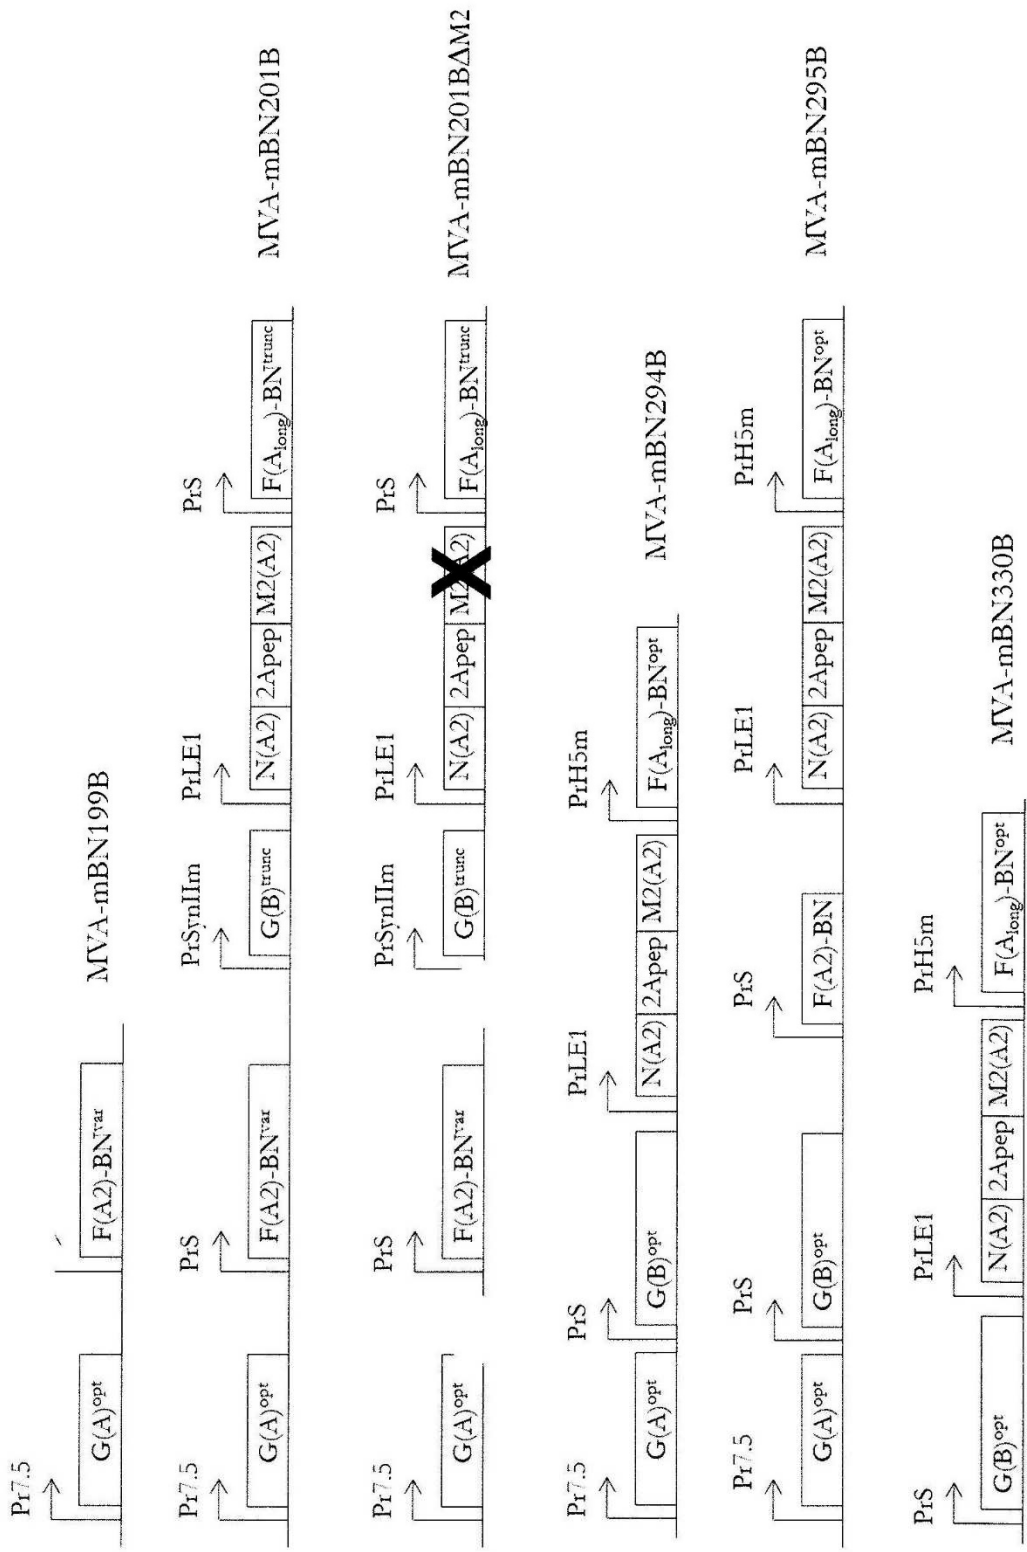 MVA-mBN199B
Pr7.5
G(A)opt F(A2)-BNvar
MVA-mBN201B
Pr7.5 PrS PrSynIIm PrLE1 PrS
G(A)opt F(A2)-BNvar G(B)trunc N(A2) 2Apep M2(A2) F(Along)-BNtrunc
MVA-mBN201BΔM2
Pr7.5 PrS PrSynIIm PrLE1 PrS
G(A)opt F(A2)-BNvar G(B)trunc N(A2) 2Apep M2(A2) F(Along)-BNtrunc
MVA-mBN294B
Pr7.5 PrS PrLE1 PrH5m
G(A)opt G(B)opt N(A2) 2Apep M2(A2) F(Along)-BNopt
MVA-mBN295B
Pr7.5 PrS PrS PrLE1 PrH5m
G(A)opt G(B)opt F(A2)-BN N(A2) 2Apep M2(A2) F(Along)-BNopt
MVA-mBN330B
PrS PrLE1 PrH5m
G(B)opt N(A2) 2Apep M2(A2) F(Along)-BNopt